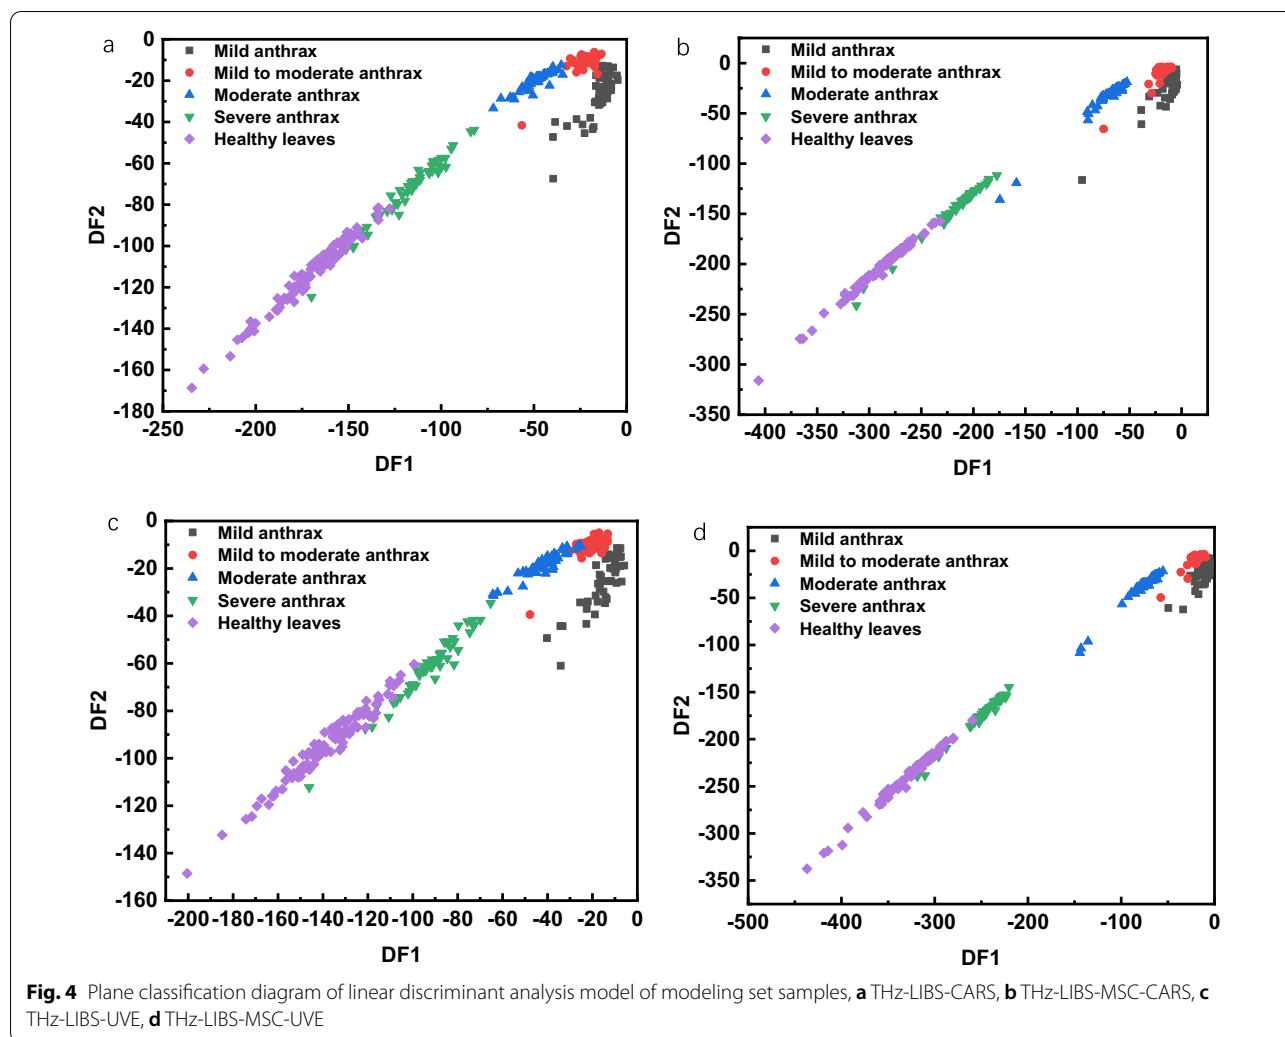 a
0
-20
-40
-60
-80
-100
-120
-140
-160
-180
DF2
Mild anthrax
Mild to moderate anthrax
Moderate anthrax
Severe anthrax
Healthy leaves
-250 -200 -150 -100 -50 0
DF1
b
0
-50
-100
-150
-200
-250
-300
-350
DF2
Mild anthrax
Mild to moderate anthrax
Moderate anthrax
Severe anthrax
Healthy leaves
-400 -350 -300 -250 -200 -150 -100 -50 0
DF1
c
0
-20
-40
-60
-80
-100
-120
-140
-160
DF2
Mild anthrax
Mild to moderate anthrax
Moderate anthrax
Severe anthrax
Healthy leaves
-200 -180 -160 -140 -120 -100 -80 -60 -40 -20 0
DF1
d
0
-50
-100
-150
-200
-250
-300
-350
DF2
Mild anthrax
Mild to moderate anthrax
Moderate anthrax
Severe anthrax
Healthy leaves
-500 -400 -300 -200 -100 0
DF1
Fig. 4 Plane classification diagram of linear discriminant analysis model of modeling set samples, a THz-LIBS-CARS, b THz-LIBS-MSC-CARS, c
THz-LIBS-UVE, d THz-LIBS-MSC-UVE